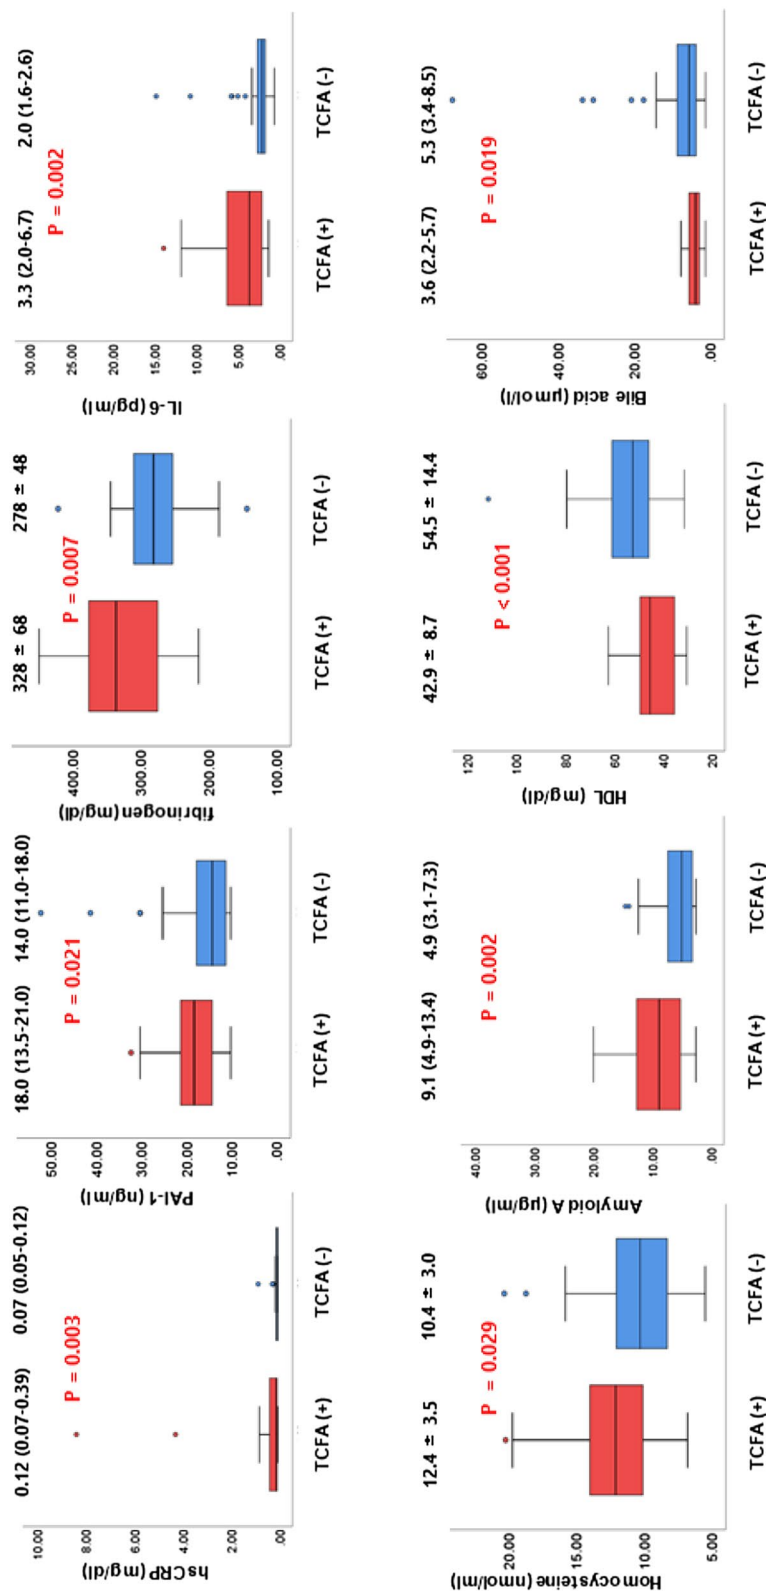 0.12 (0.07-0.39) 0.07 (0.05-0.12)
P = 0.003
hsCRP (mg/dl)
10.00
8.00
6.00
4.00
2.00
.00
TCFA (+) TCFA (-)
18.0 (13.5-21.0) 14.0 (11.0-18.0)
P = 0.021
PAI-1 (ng/ml)
50.00
40.00
30.00
20.00
10.00
.00
TCFA (+) TCFA (-)
328 ± 68 278 ± 48
P = 0.007
fibrinogen (mg/dl)
400.00
300.00
200.00
100.00
TCFA (+) TCFA (-)
3.3 (2.0-6.7) 2.0 (1.6-2.6)
P = 0.002
IL-6 (pg/ml)
30.00
25.00
20.00
15.00
10.00
5.00
.00
TCFA (+) TCFA (-)
12.4 ± 3.5 10.4 ± 3.0
P = 0.029
Homocysteine (nmol/ml)
20.00
15.00
10.00
5.00
TCFA (+) TCFA (-)
9.1 (4.9-13.4) 4.9 (3.1-7.3)
P = 0.002
Amyloid A (µg/ml)
40.00
30.00
20.00
10.00
.00
TCFA (+) TCFA (-)
42.9 ± 8.7 54.5 ± 14.4
P < 0.001
HDL (mg/dl)
120
100
80
60
40
20
TCFA (+) TCFA (-)
3.6 (2.2-5.7) 5.3 (3.4-8.5)
P = 0.019
Bile acid (µmol/l)
60.00
40.00
20.00
.00
TCFA (+) TCFA (-)